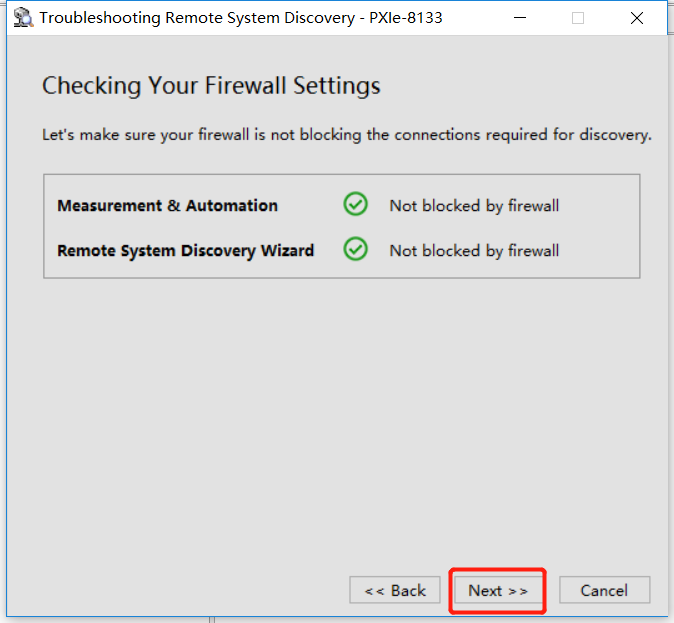 Troubleshooting Remote System Discovery - PXIe-8133
Checking Your Firewall Settings
Let's make sure your firewall is not blocking the connections required for discovery.
Measurement & Automation Not blocked by firewall
Remote System Discovery Wizard Not blocked by firewall
<< Back Next >> Cancel